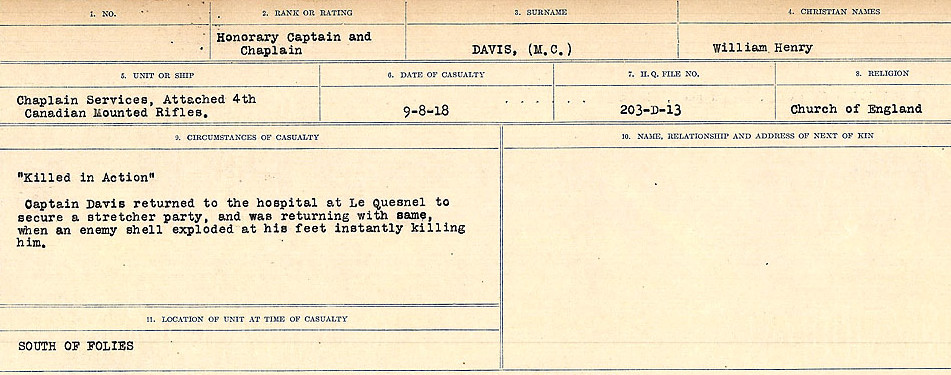 1. NO.
2. RANK OR RATING
3. SURNAME
4. CHRISTIAN NAMES
Honorary Captain and
Chaplain
DAVIS, (M.C.)
William Henry
5. UNIT OR SHIP
6. DATE OF CASUALTY
7. H. Q. FILE NO.
8. RELIGION
Chaplain Services, Attached 4th
Canadian Mounted Rifles.
9-8-18
203-D-13
Church of England
9. CIRCUMSTANCES OF CASUALTY
10. NAME, RELATIONSHIP AND ADDRESS OF NEXT OF KIN
"Killed in Action"
Captain Davis returned to the hospital at Le Quesnel to
secure a stretcher party, and was returning with same,
when an enemy shell exploded at his feet instantly killing
him.
11. LOCATION OF UNIT AT TIME OF CASUALTY
SOUTH OF FOLIES